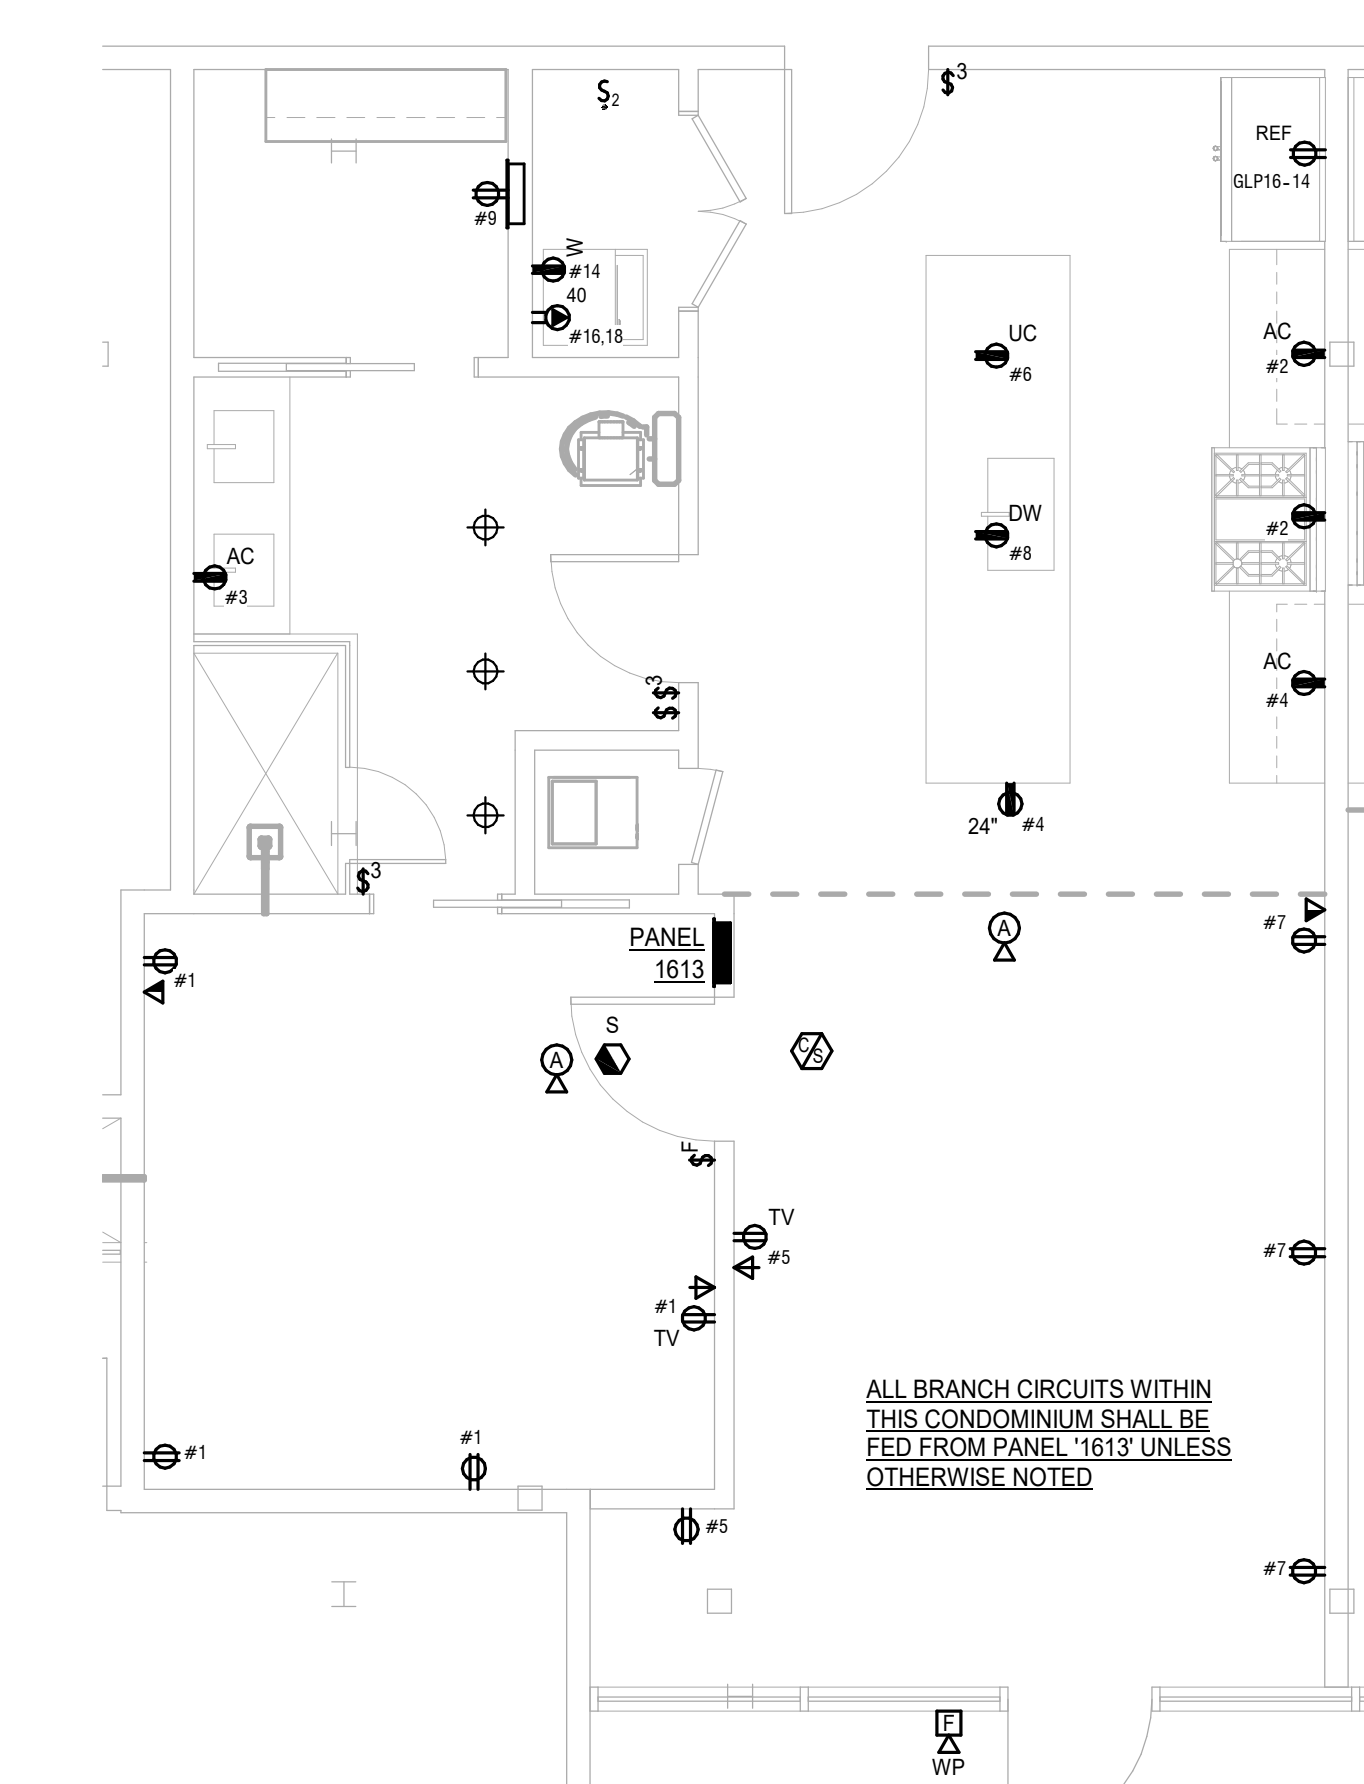 $3
$2
REF
GLP16-14
#9
W
#14
40
#16,18
UC
#6
AC
#2
DW
#8
#2
AC
#3
AC
#4
$$3
24"
#4
$3
PANEL
1613
A
#7
#1
S
A
C/S
$F
TV
#5
#7
#1
TV
ALL BRANCH CIRCUITS WITHIN
THIS CONDOMINIUM SHALL BE
FED FROM PANEL '1613' UNLESS
OTHERWISE NOTED
#1
#1
#5
#7
F
WP